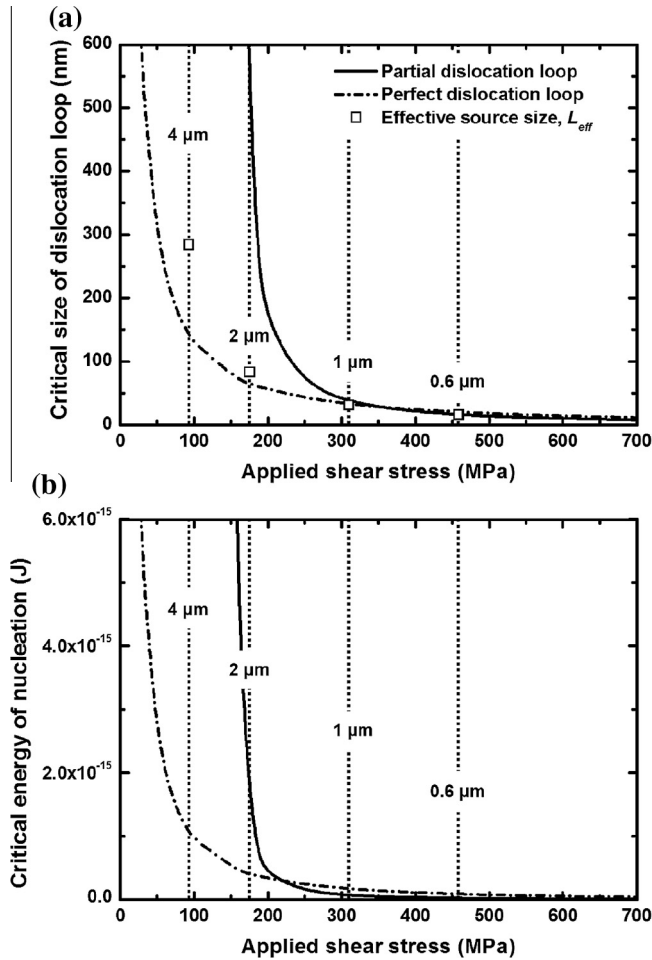 (a)
600
500
400
300
200
100
0
Critical size of dislocation loop (nm)
Partial dislocation loop
Perfect dislocation loop
Effective source size, Leff
4 µm
2 µm
1 µm
0.6 µm
0 100 200 300 400 500 600 700
Applied shear stress (MPa)
(b)
6.0x10-15
4.0x10-15
2.0x10-15
0.0
Critical energy of nucleation (J)
4 µm
2 µm
1 µm
0.6 µm
0 100 200 300 400 500 600 700
Applied shear stress (MPa)